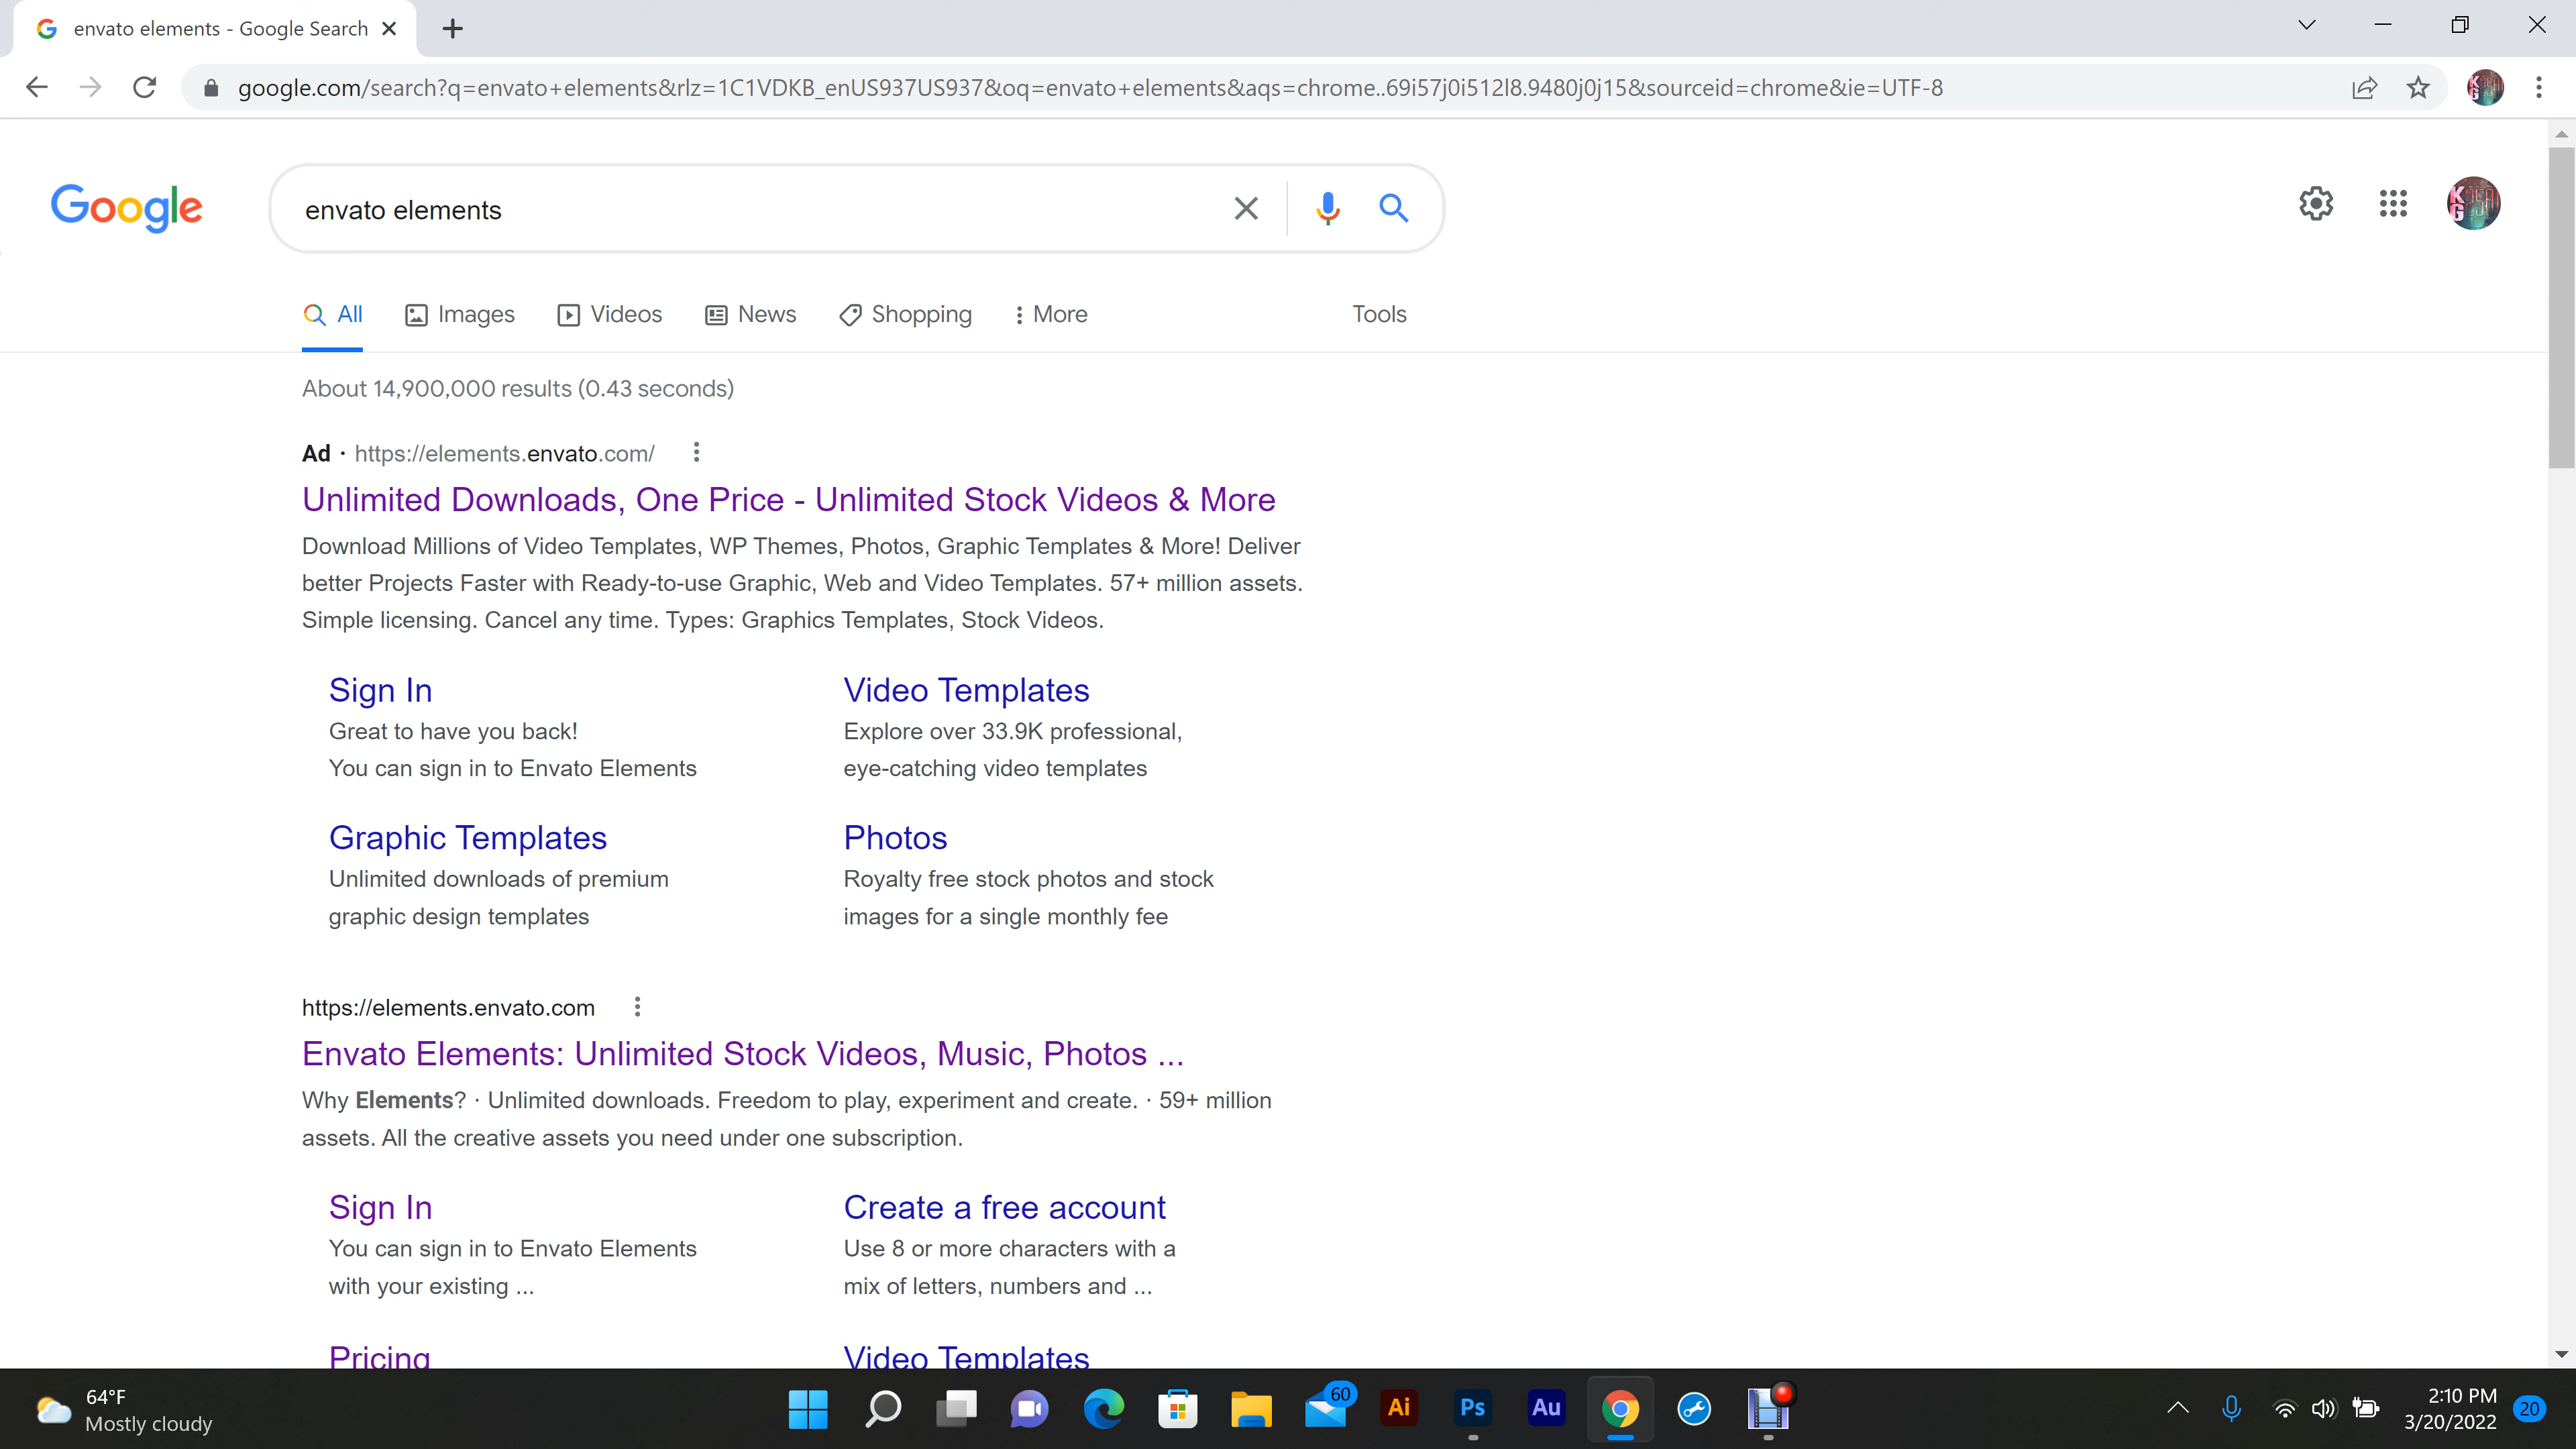 envato elements - Google Search
google.com/search?q=envato+elements&rlz=1C1VDKB_enUS937US937&oq=envato+elements&aqs=chrome..69i57j0i512l8.9480j0j15&sourceid=chrome&ie=UTF-8
Google
envato elements
All Images Videos News Shopping More Tools
About 14,900,000 results (0.43 seconds)
Ad · https://elements.envato.com/
Unlimited Downloads, One Price - Unlimited Stock Videos & More
Download Millions of Video Templates, WP Themes, Photos, Graphic Templates & More! Deliver
better Projects Faster with Ready-to-use Graphic, Web and Video Templates. 57+ million assets.
Simple licensing. Cancel any time. Types: Graphics Templates, Stock Videos.
Sign In
Great to have you back!
You can sign in to Envato Elements
Video Templates
Explore over 33.9K professional,
eye-catching video templates
Graphic Templates
Unlimited downloads of premium
graphic design templates
Photos
Royalty free stock photos and stock
images for a single monthly fee
https://elements.envato.com
Envato Elements: Unlimited Stock Videos, Music, Photos ...
Why Elements? · Unlimited downloads. Freedom to play, experiment and create. · 59+ million
assets. All the creative assets you need under one subscription.
Sign In
You can sign in to Envato Elements
with your existing ...
Create a free account
Use 8 or more characters with a
mix of letters, numbers and ...
Pricing
Video Templates
64°F
Mostly cloudy
60
Ai
Ps
Au
2:10 PM
3/20/2022
20